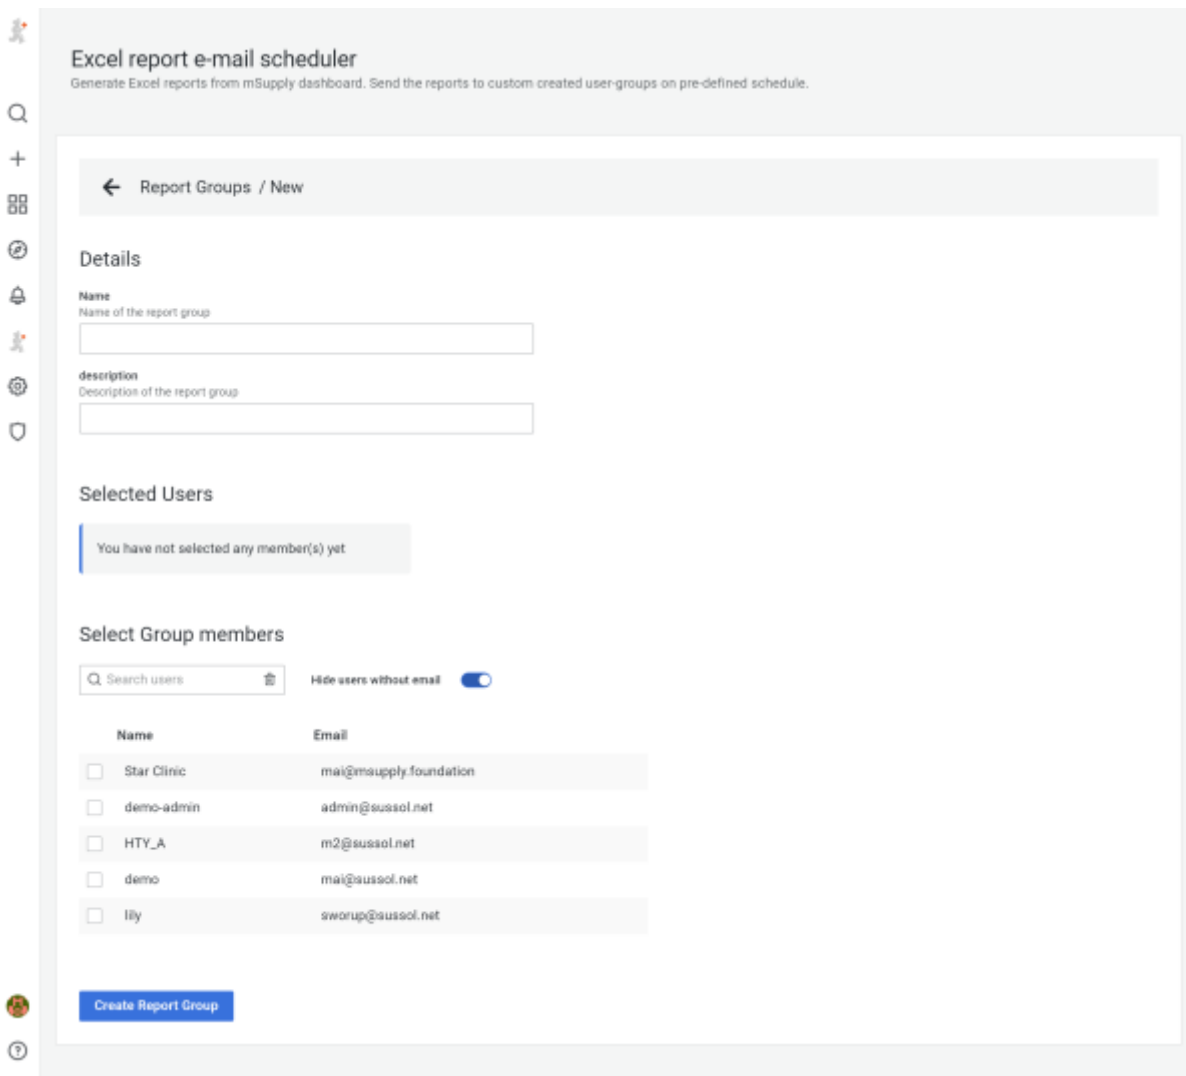 Excel report e-mail scheduler
Generate Excel reports from mSupply dashboard. Send the reports to custom created user-groups on pre-defined schedule.
Report Groups / New
Details
Name
Name of the report group
description
Description of the report group
Selected Users
You have not selected any member(s) yet
Select Group members
Search users
Hide users without email
Name Email
Star Clinic mai@msupply.foundation
demo-admin admin@sussol.net
HTY_A m2@sussol.net
demo mai@sussol.net
lily sworup@sussol.net
Create Report Group